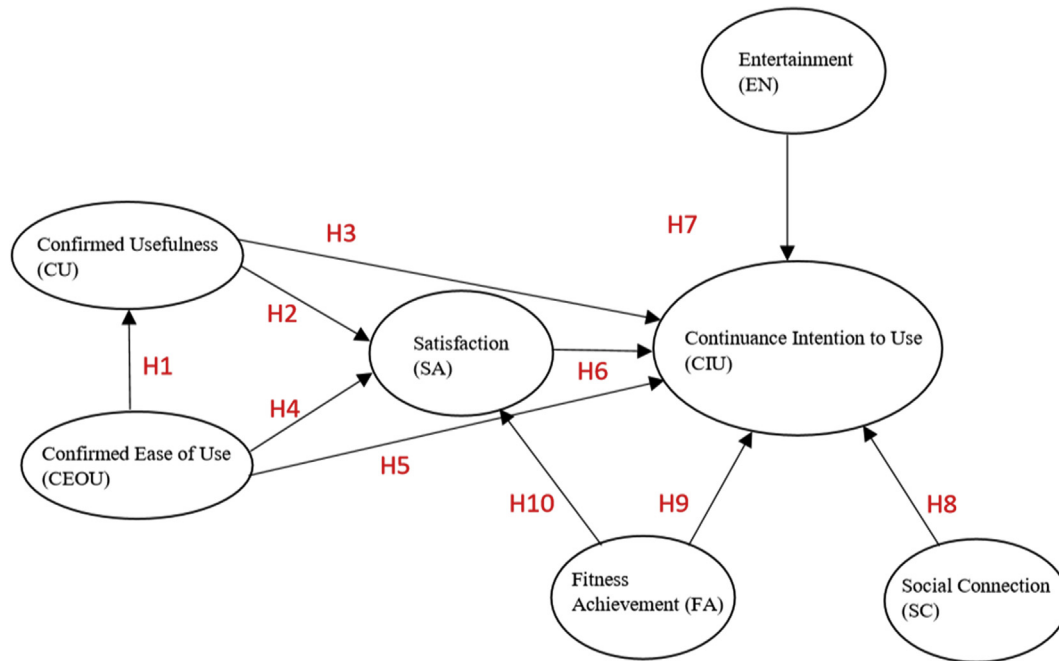 Entertainment
(EN)
H3
H7
Confirmed Usefulness
(CU)
H2
Satisfaction
(SA)
Continuance Intention to Use
(CIU)
H1
H6
H4
Confirmed Ease of Use
(CEOU)
H5
H10
H9
H8
Fitness
Achievement (FA)
Social Connection
(SC)